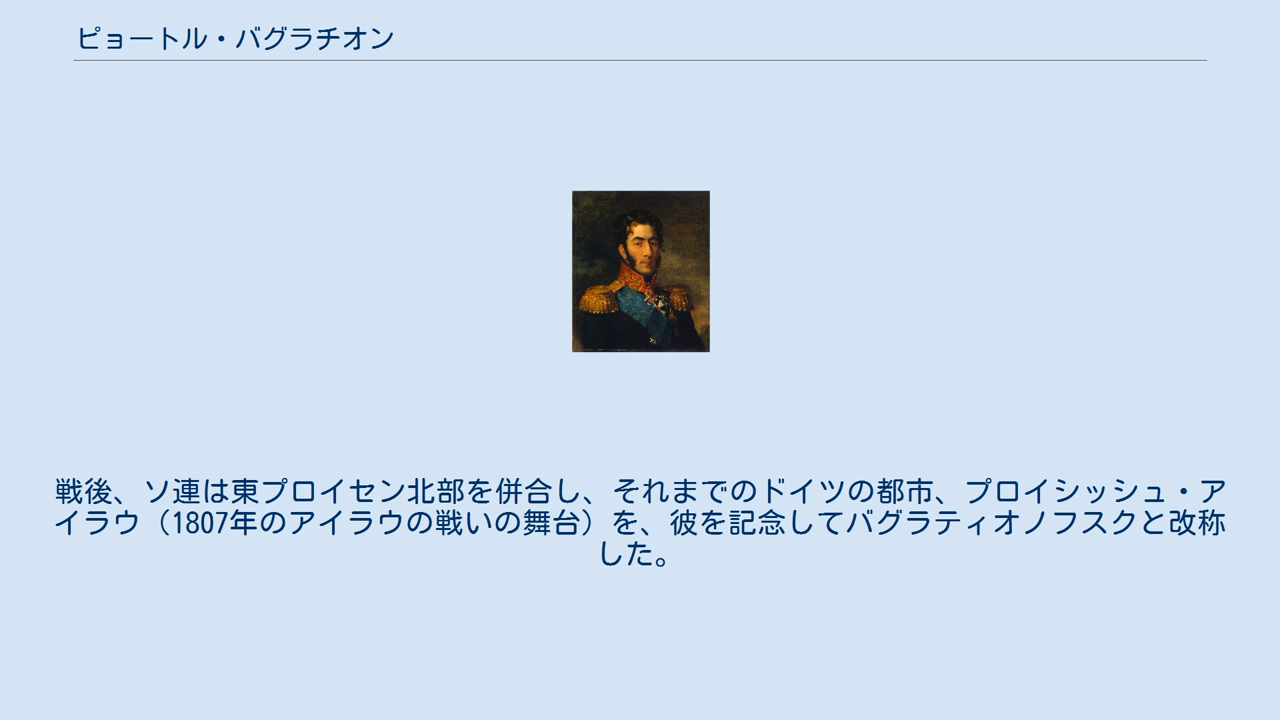 ピョートル・バグラチオン
戦後、ソ連は東プロイセン北部を併合し、それまでのドイツの都市、プロイシッシュ・ア
イラウ（1807年のアイラウの戦いの舞台）を、彼を記念してバグラティオノフスクと改称
した。